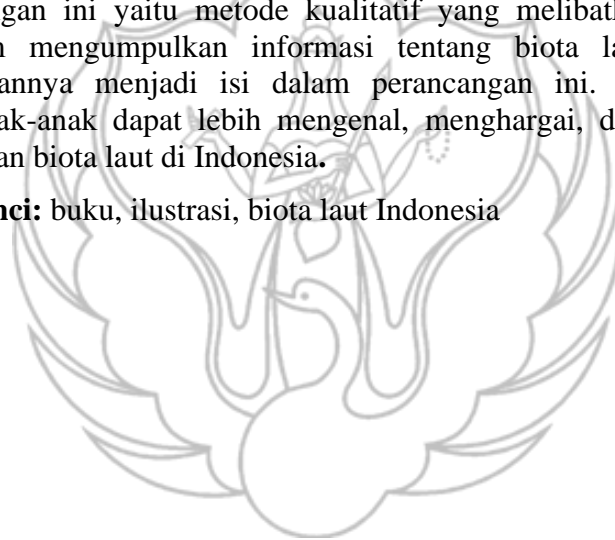 gan ini yaitu metode kualitatif yang melibatk
mengumpulkan informasi tentang biota la
annya menjadi isi dalam perancangan ini.
ak-anak dapat lebih mengenal, menghargai, d
an biota laut di Indonesia.
nci: buku, ilustrasi, biota laut Indonesia